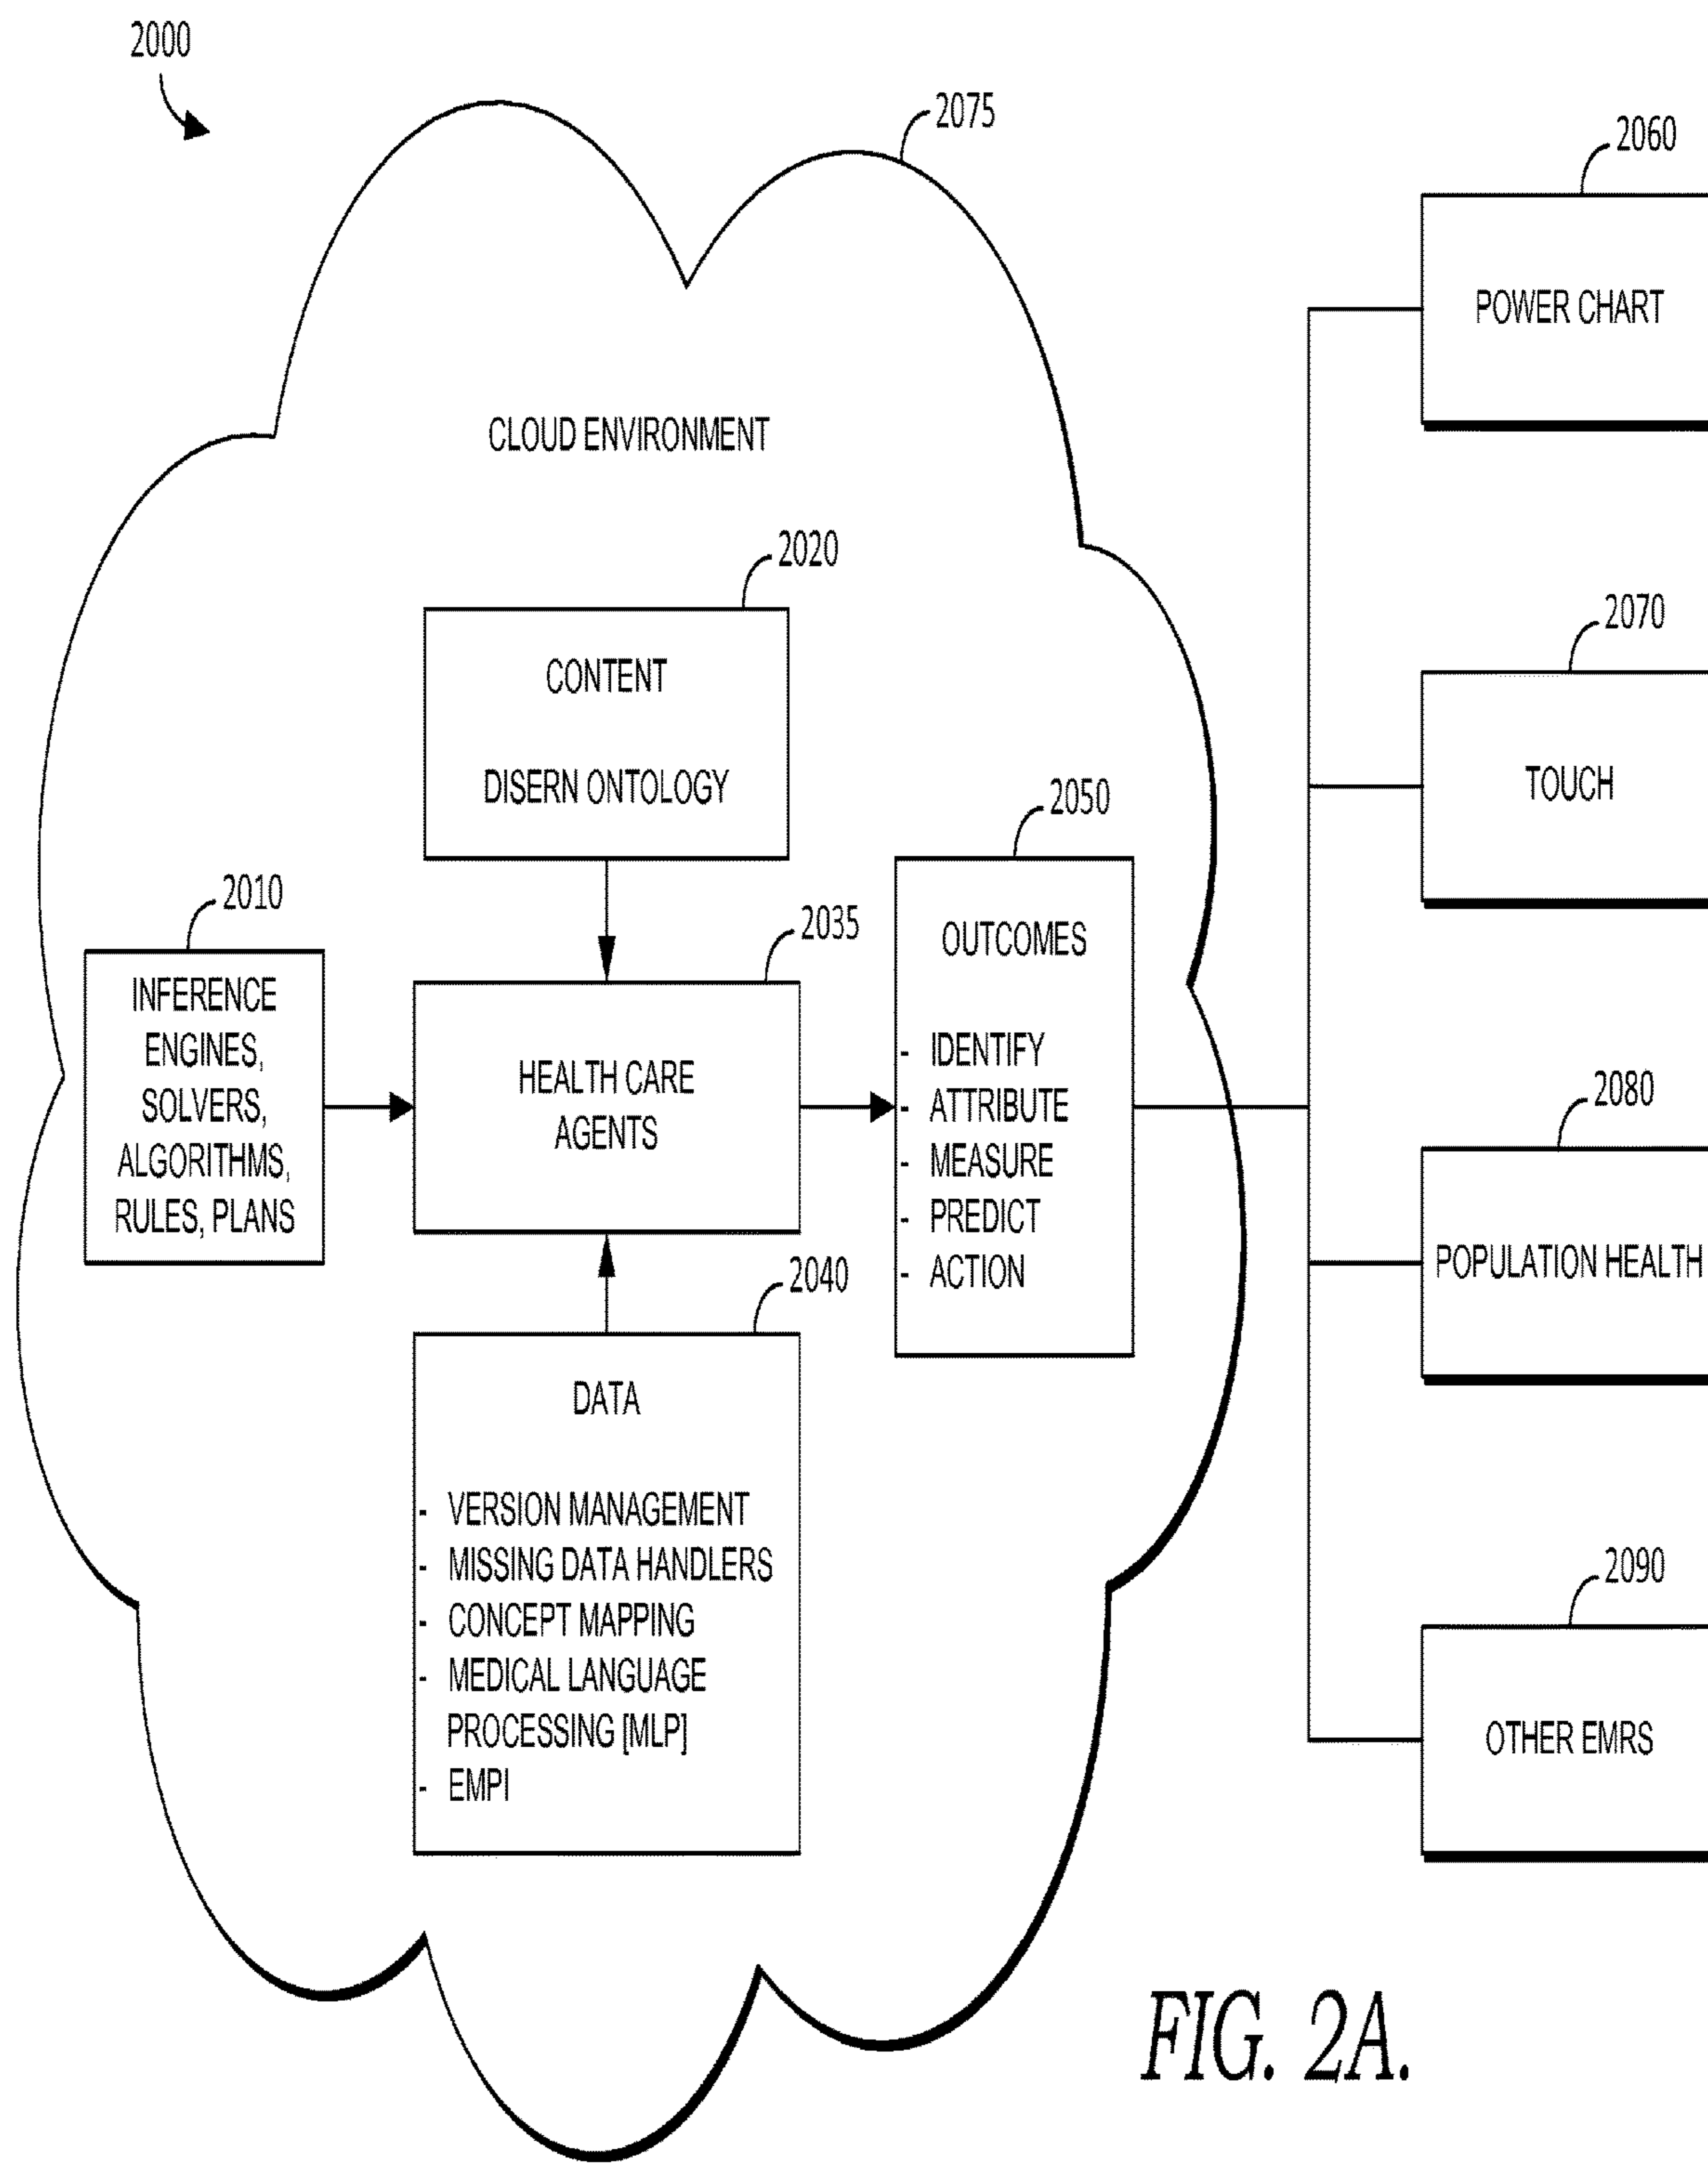 2000
2075
2060
POWER CHART
CLOUD ENVIRONMENT
2020
CONTENT
DISERN ONTOLOGY
2070
TOUCH
2010
INFERENCE
ENGINES,
SOLVERS,
ALGORITHMS,
RULES, PLANS
2035
HEALTH CARE
AGENTS
2050
OUTCOMES
- IDENTIFY
- ATTRIBUTE
- MEASURE
- PREDICT
- ACTION
2080
POPULATION HEALTH
2040
DATA
- VERSION MANAGEMENT
- MISSING DATA HANDLERS
- CONCEPT MAPPING
- MEDICAL LANGUAGE
PROCESSING [MLP]
- EMPI
2090
OTHER EMRS
FIG. 2A.